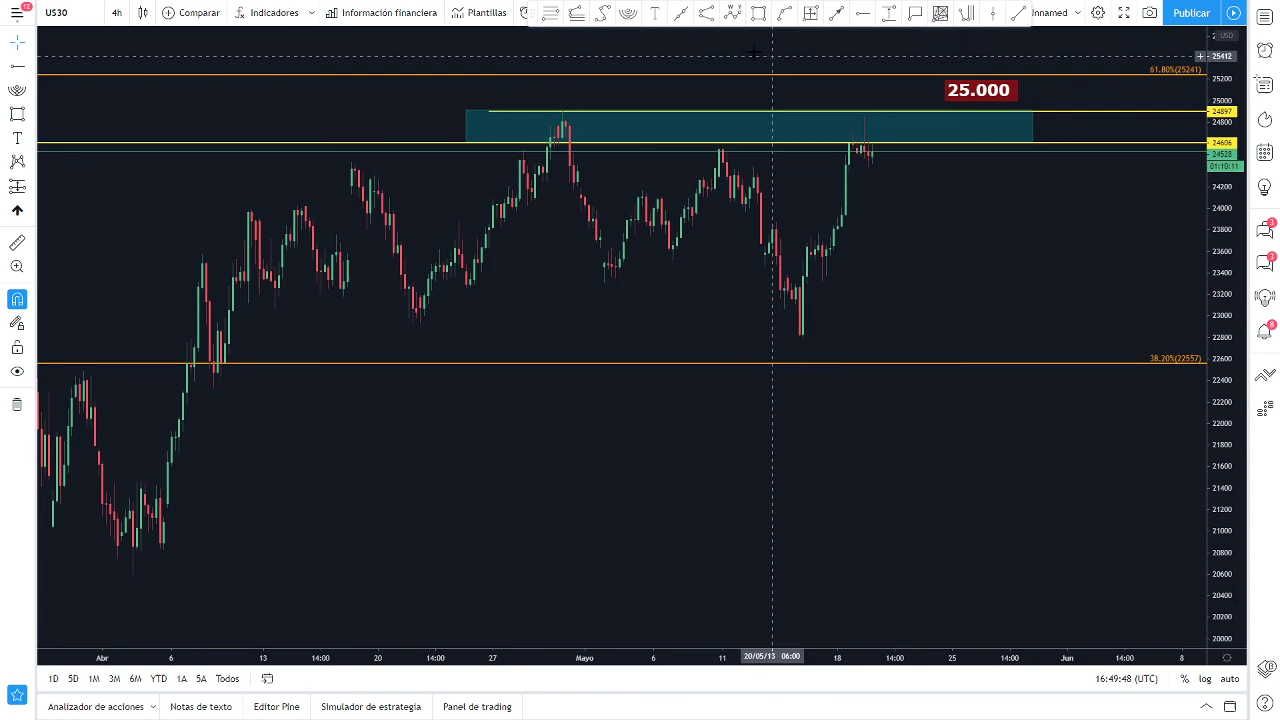 12
US30
4h
Comparar
Indicadores
Información financiera
Plantillas
Unnamed
Publicar
USD
25412
61.80%(25241)
25200
25.000
25000
24897
24800
24606
24528
01:10:11
24200
24000
23800
23600
23400
23200
23000
22800
22600
38.20%(22557)
22400
22200
22000
21800
21600
21400
21200
21000
20800
20600
20400
20200
20000
3
3
8
Abr
6
13
14:00
20
14:00
27
Mayo
6
11
20/05/13 06:00
18
14:00
25
14:00
Jun
14:00
8
1D
5D
1M
3M
6M
YTD
1A
5A
Todos
16:49:48 (UTC)
%
log
auto
Analizador de acciones
Notas de texto
Editor Pine
Simulador de estrategia
Panel de trading